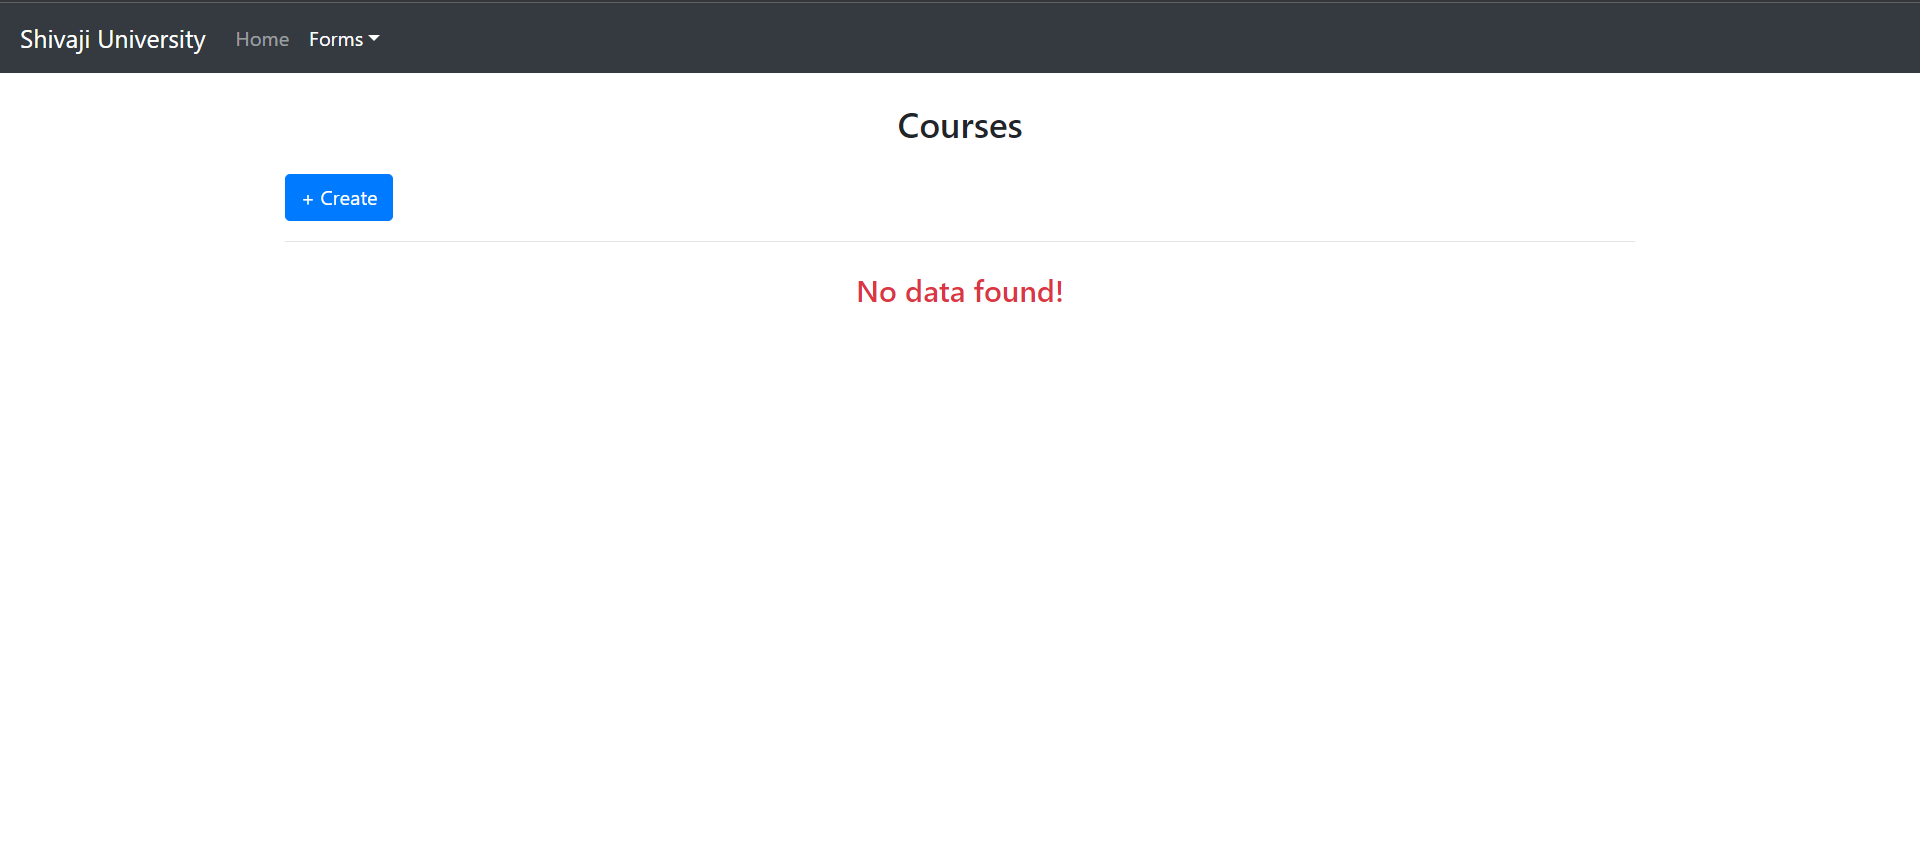 Shivaji University Home Forms
Courses
+ Create
No data found!